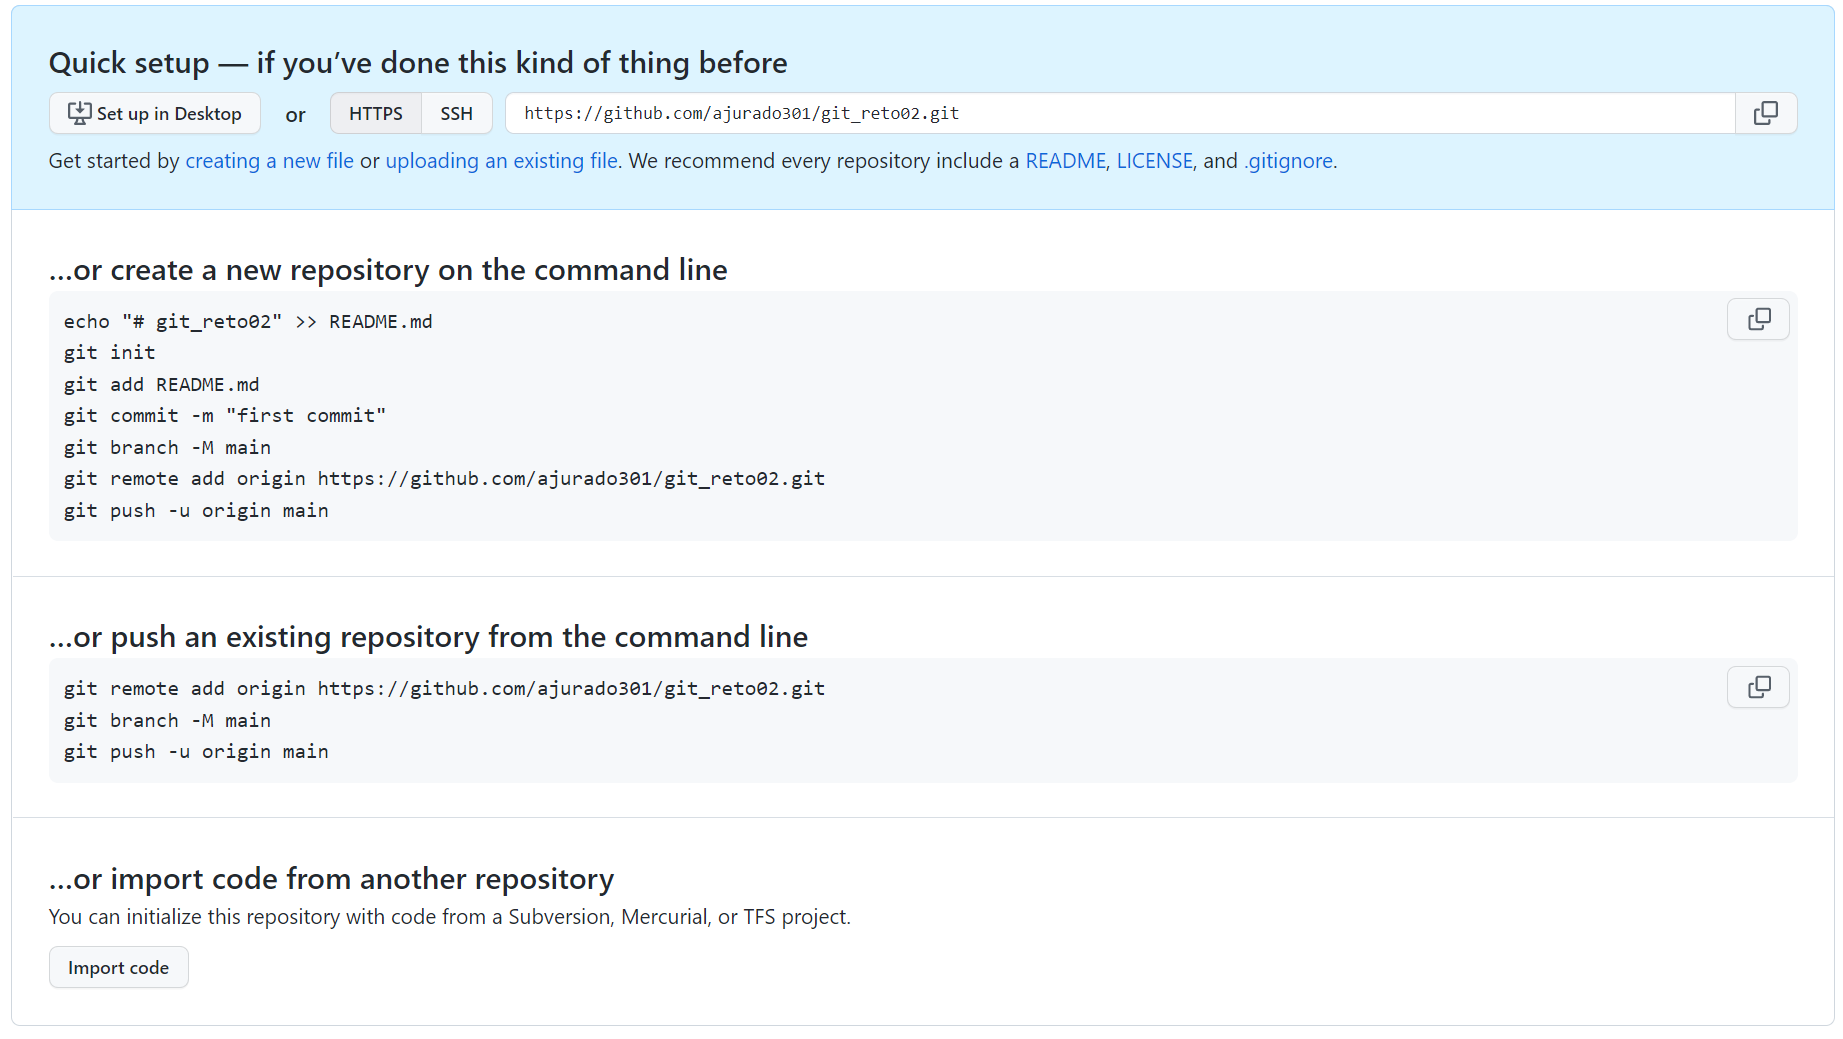 Quick setup — if you’ve done this kind of thing before
Set up in Desktop or HTTPS SSH https://github.com/ajurado301/git_reto02.git
Get started by creating a new file or uploading an existing file. We recommend every repository include a README, LICENSE, and .gitignore.
…or create a new repository on the command line
echo "# git_reto02" >> README.md
git init
git add README.md
git commit -m "first commit"
git branch -M main
git remote add origin https://github.com/ajurado301/git_reto02.git
git push -u origin main
…or push an existing repository from the command line
git remote add origin https://github.com/ajurado301/git_reto02.git
git branch -M main
git push -u origin main
…or import code from another repository
You can initialize this repository with code from a Subversion, Mercurial, or TFS project.
Import code